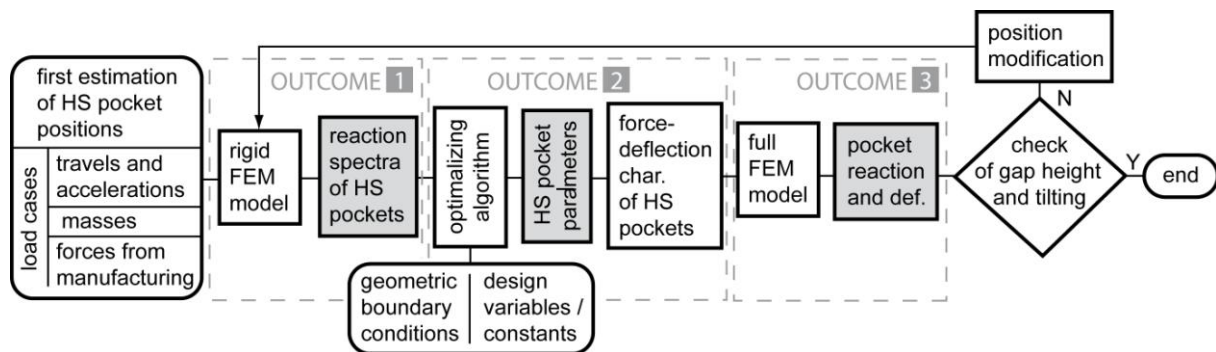 first estimation
of HS pocket
positions
load cases
travels and
accelerations
masses
forces from
manufacturing
OUTCOME 1
rigid
FEM
model
reaction
spectra
of HS
pockets
OUTCOME 2
optimalizing
algorithm
HS pocket
parameters
force-
deflection
char.
of HS
pockets
geometric
boundary
conditions
design
variables /
constants
OUTCOME 3
full
FEM
model
pocket
reaction
and def.
position
modification
N
check
of gap height
and tilting
Y
end